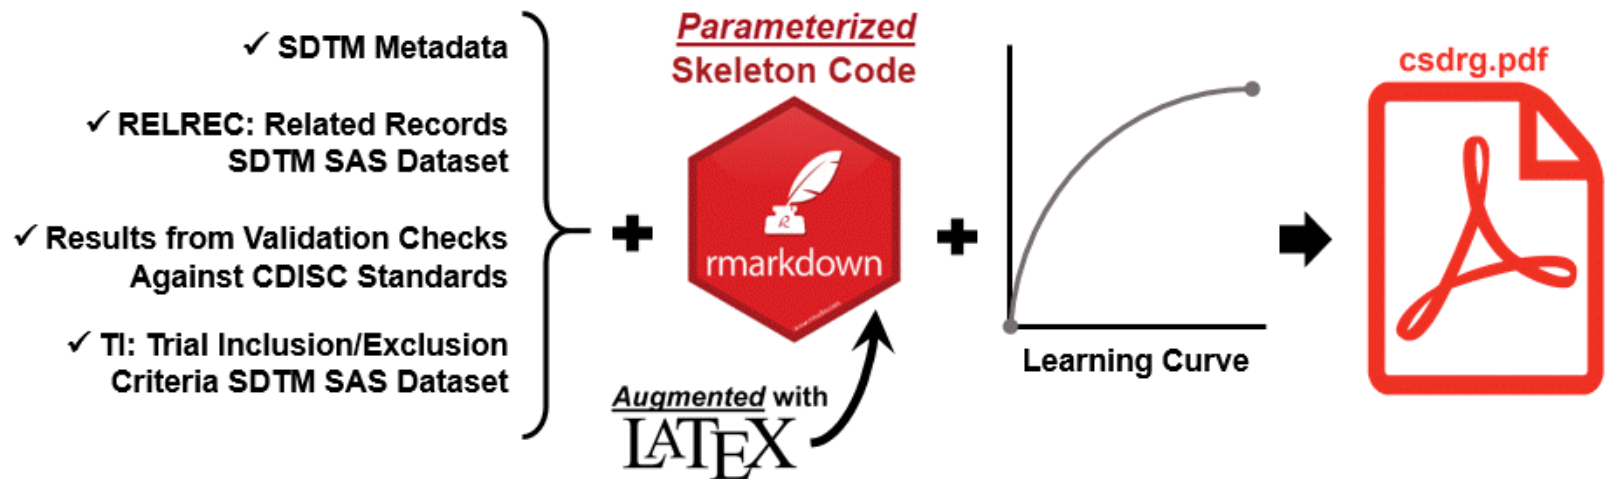 ✓ SDTM Metadata
✓ RELREC: Related Records
SDTM SAS Dataset
✓ Results from Validation Checks
Against CDISC Standards
✓ TI: Trial Inclusion/Exclusion
Criteria SDTM SAS Dataset
Parameterized
Skeleton Code
R
rmarkdown
Augmented with
LATEX
Learning Curve
csdrg.pdf